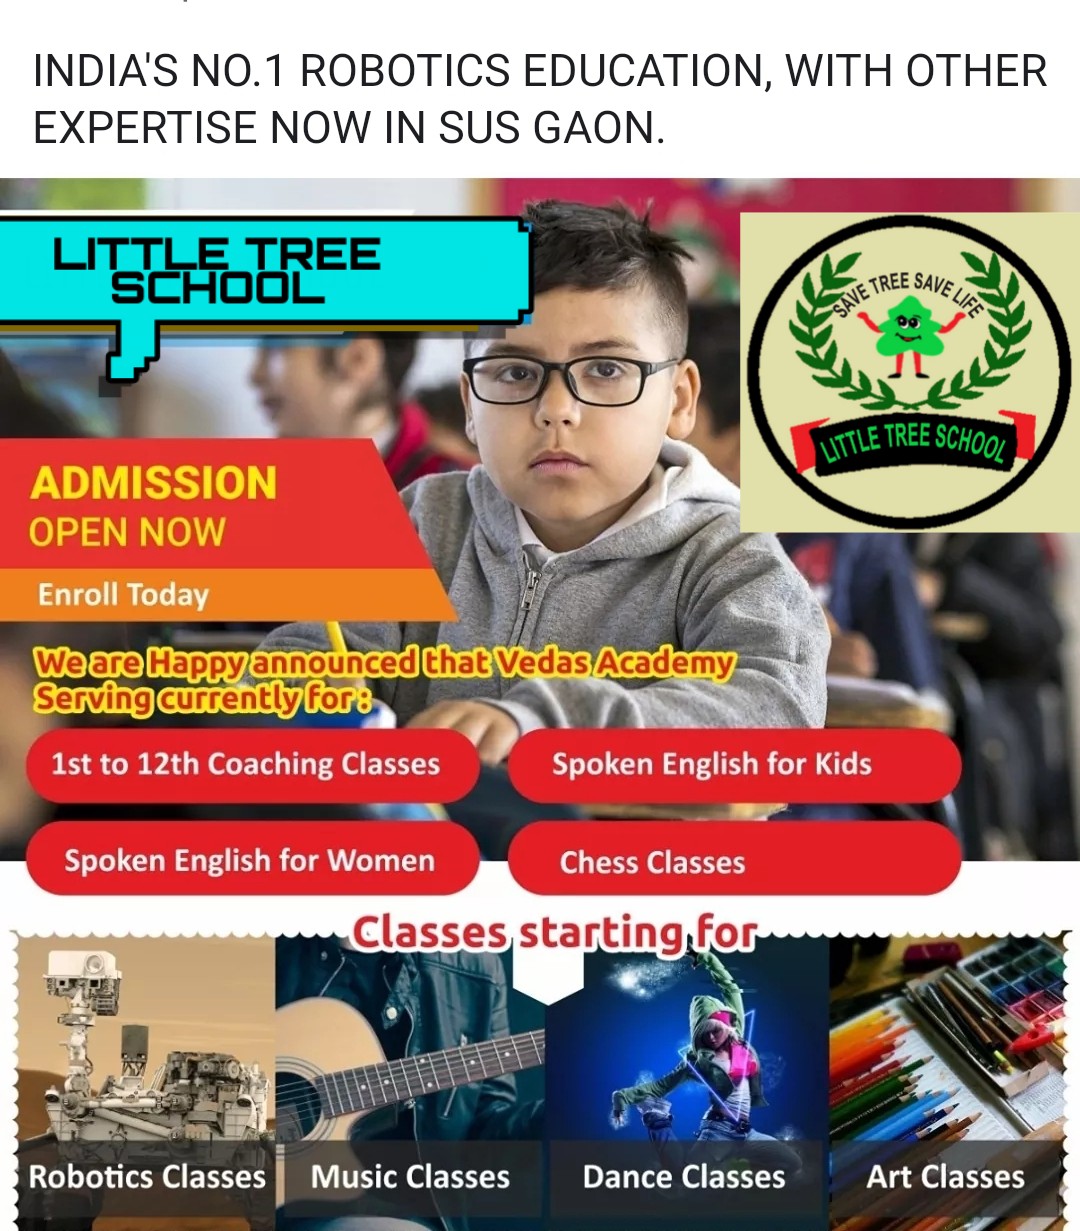 INDIA'S NO.1 ROBOTICS EDUCATION, WITH OTHER
EXPERTISE NOW IN SUS GAON.
LITTLE TREE
SCHOOL
SAVE TREE SAVE LIFE
LITTLE TREE SCHOOL
ADMISSION
OPEN NOW
Enroll Today
We are Happy announced that Vedas Academy
Serving currently for:
1st to 12th Coaching Classes
Spoken English for Kids
Spoken English for Women
Chess Classes
Classes starting for
Robotics Classes
Music Classes
Dance Classes
Art Classes